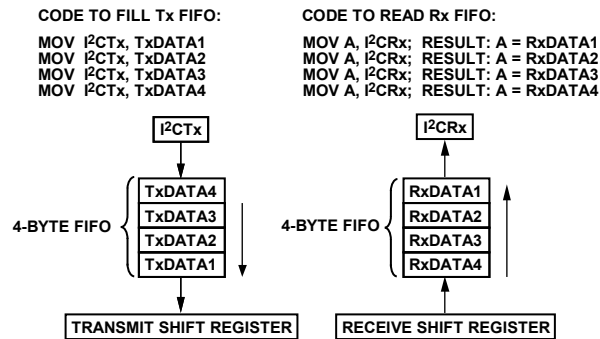 CODE TO FILL Tx FIFO:
MOV I²CTx, TxDATA1
MOV I²CTx, TxDATA2
MOV I²CTx, TxDATA3
MOV I²CTx, TxDATA4
I²CTx
4-BYTE FIFO
TxDATA4
TxDATA3
TxDATA2
TxDATA1
TRANSMIT SHIFT REGISTER
CODE TO READ Rx FIFO:
MOV A, I²CRx; RESULT: A = RxDATA1
MOV A, I²CRx; RESULT: A = RxDATA2
MOV A, I²CRx; RESULT: A = RxDATA3
MOV A, I²CRx; RESULT: A = RxDATA4
I²CRx
4-BYTE FIFO
RxDATA1
RxDATA2
RxDATA3
RxDATA4
RECEIVE SHIFT REGISTER